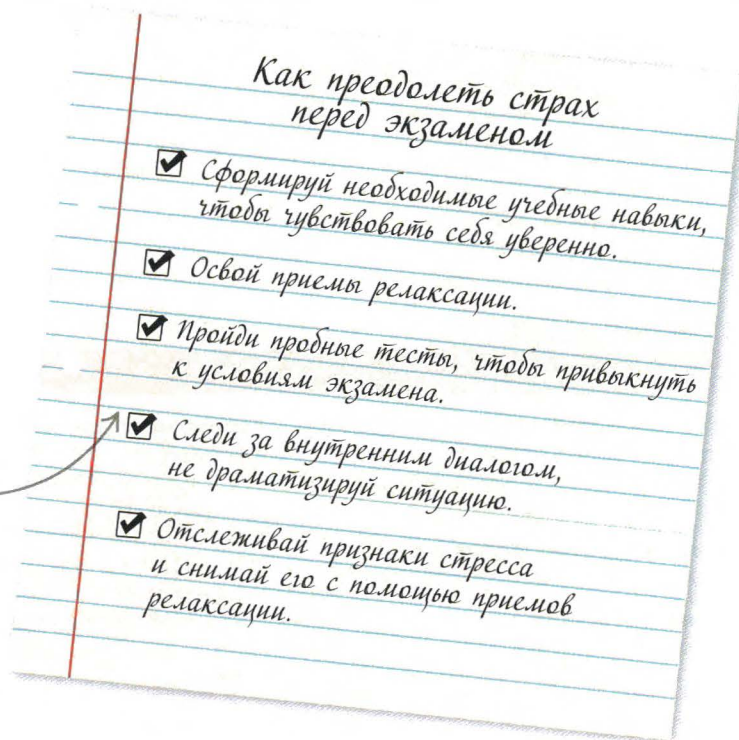 Как преодолеть страх
перед экзаменом
Сформируй необходимые учебные навыки,
чтобы чувствовать себя уверенно.
Освой приемы релаксации.
Пройди пробные тесты, чтобы привыкнуть
к условиям экзамена.
Следи за внутренним диалогом,
не драматизируй ситуацию.
Отслеживай признаки стресса
и снимай его с помощью приемов
релаксации.